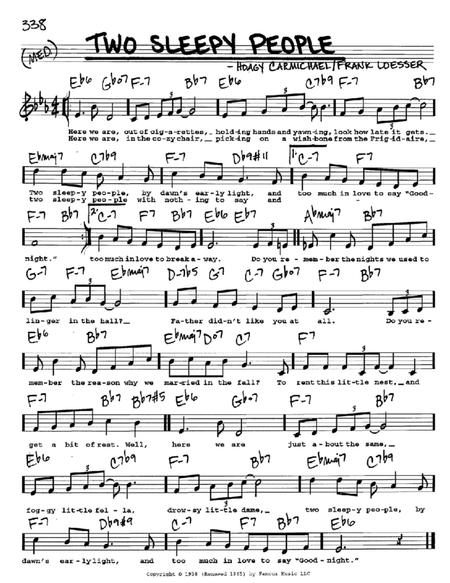 338
(MED.)
TWO SLEEPY PEOPLE
- HOAGY CARMICHAEL/FRANK LOESSER
Eb6 Gbo7 F-7 Bb7 Eb6 C7b9 F-7 Bb7
Here we are, out of cig-a-rettes, hold-ing hands and yawn-ing, look how late it gets.
Here we are, in the co-zy chair, pick-ing on a wish-bone from the Frig-id-aire,
Ebmaj7 C7b9 F-7 Db9#11 1. C-7 F7
Two sleep-y peo-ple, by dawn's ear-ly light, and too much in love to say "Good-
two sleep-y peo-ple with noth-ing to say and
F-7 Bb7 2. C-7 F7 Bb7 Eb6 Eb7 Abmaj7 Bb7
night." too much in love to break a-way. Do you re-mem-ber the nights we used to
G-7 F-7 Ebmaj7 D-7b5 G7 C-7 Gbo7 F-7 Bb7
lin-ger in the hall? Fa-ther did-n't like you at all. Do you re-
Eb6 Bb7 Ebmaj7 Do7 C-7 F7
mem-ber the rea-son why we mar-ried in the fall? To rent this lit-tle nest, and
F-7 Bb7 Bb7#5 Eb6 Gbo7 F-7 Bb7
get a bit of rest. Well, here we are just a-bout the same,
Eb6 C7b9 F-7 Bb7 Ebmaj7 C7b9
fog-gy lit-tle fel-la, drow-sy lit-tle dame, two sleep-y peo-ple, by
F-7 Db9#9 C-7 F7 F-7 Bb7 Eb6
dawn's ear-ly light, and too much in love to say "Good-night."
Copyright © 1938 (Renewed 1965) by Famous Music LLC